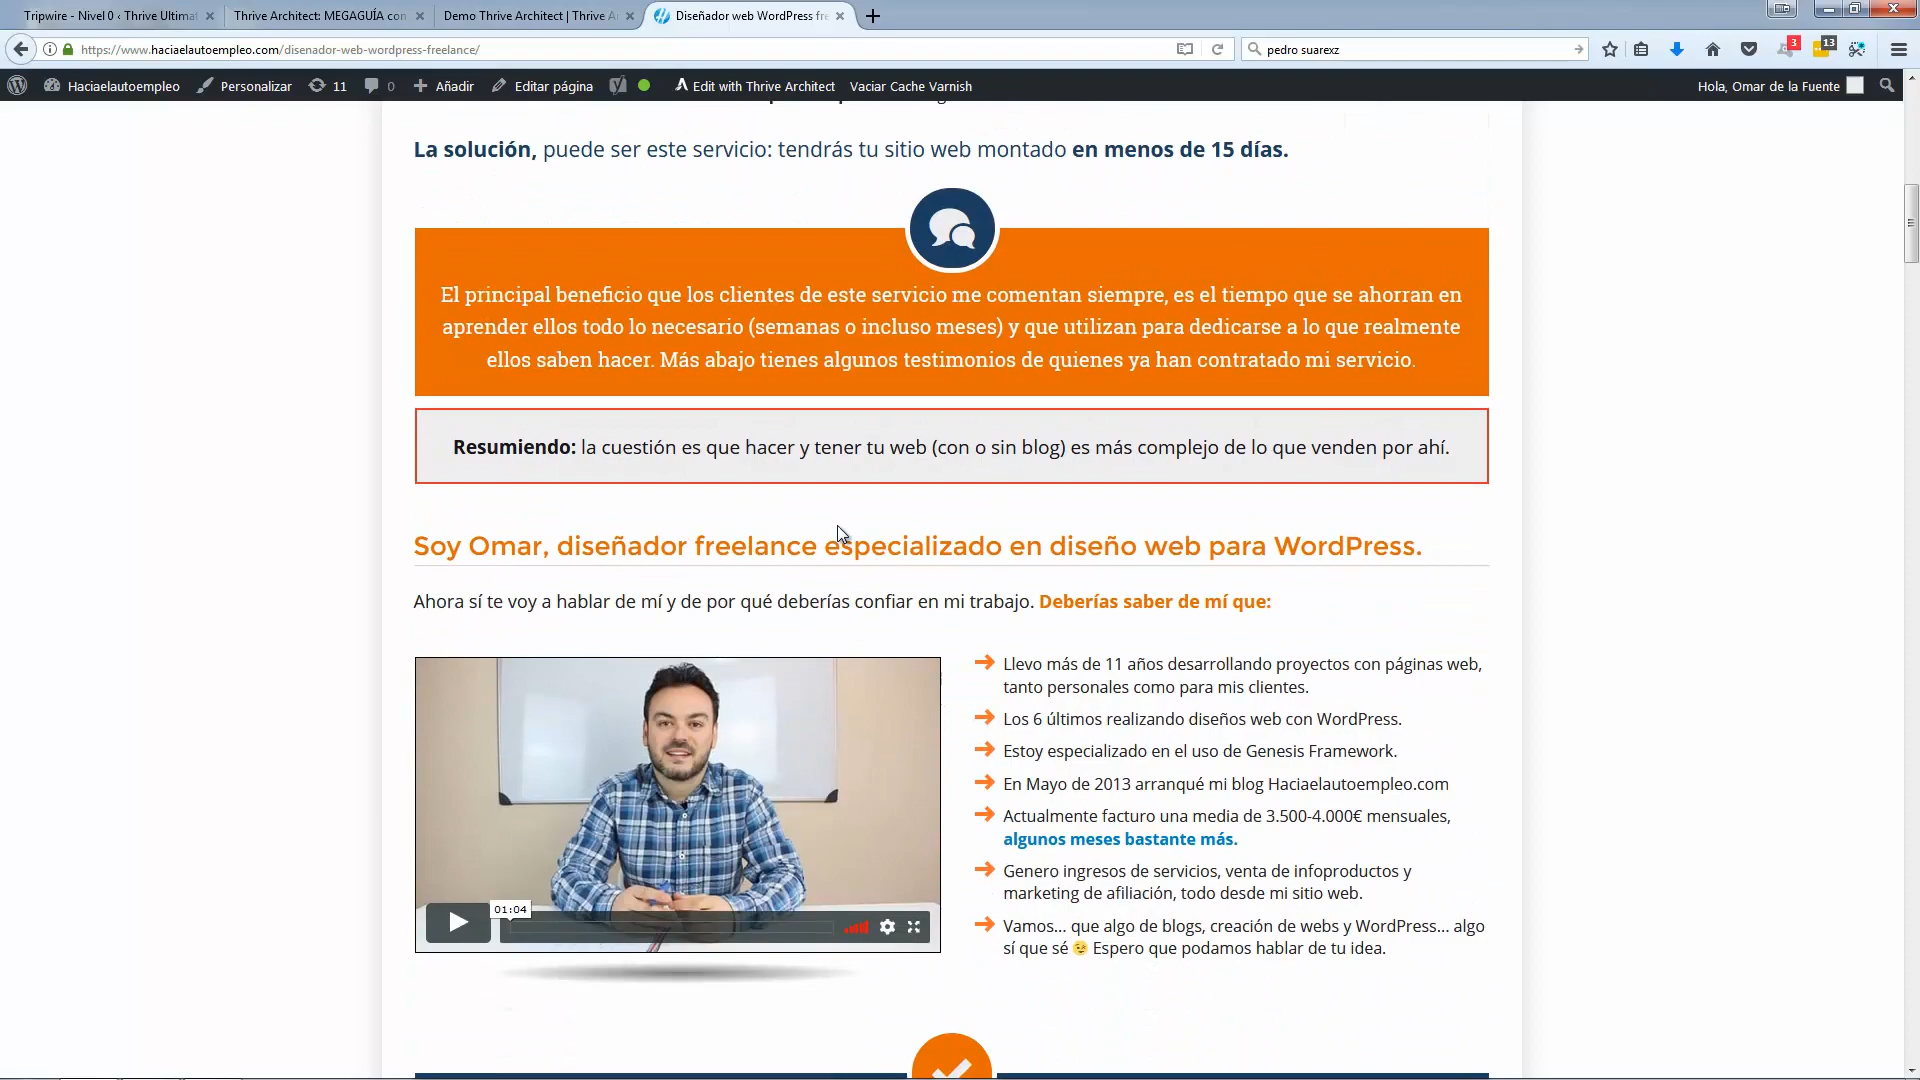 Tripwire - Nivel 0 ‹ Thrive Ultimat
Thrive Architect: MEGAGUÍA con
Demo Thrive Architect | Thrive A
Diseñador web WordPress fre
https://www.haciaelautoempleo.com/disenador-web-wordpress-freelance/
pedro suarexz
3
13
Haciaelautoempleo
Personalizar
11
0
Añadir
Editar página
Edit with Thrive Architect
Vaciar Cache Varnish
Hola, Omar de la Fuente
La solución, puede ser este servicio: tendrás tu sitio web montado en menos de 15 días.
El principal beneficio que los clientes de este servicio me comentan siempre, es el tiempo que se ahorran en
aprender ellos todo lo necesario (semanas o incluso meses) y que utilizan para dedicarse a lo que realmente
ellos saben hacer. Más abajo tienes algunos testimonios de quienes ya han contratado mi servicio.
Resumiendo: la cuestión es que hacer y tener tu web (con o sin blog) es más complejo de lo que venden por ahí.
Soy Omar, diseñador freelance especializado en diseño web para WordPress.
Ahora sí te voy a hablar de mí y de por qué deberías confiar en mi trabajo. Deberías saber de mí que:
01:04
Llevo más de 11 años desarrollando proyectos con páginas web,
tanto personales como para mis clientes.
Los 6 últimos realizando diseños web con WordPress.
Estoy especializado en el uso de Genesis Framework.
En Mayo de 2013 arranqué mi blog Haciaelautoempleo.com
Actualmente facturo una media de 3.500-4.000€ mensuales,
algunos meses bastante más.
Genero ingresos de servicios, venta de infoproductos y
marketing de afiliación, todo desde mi sitio web.
Vamos... que algo de blogs, creación de webs y WordPress... algo
sí que sé 😉 Espero que podamos hablar de tu idea.